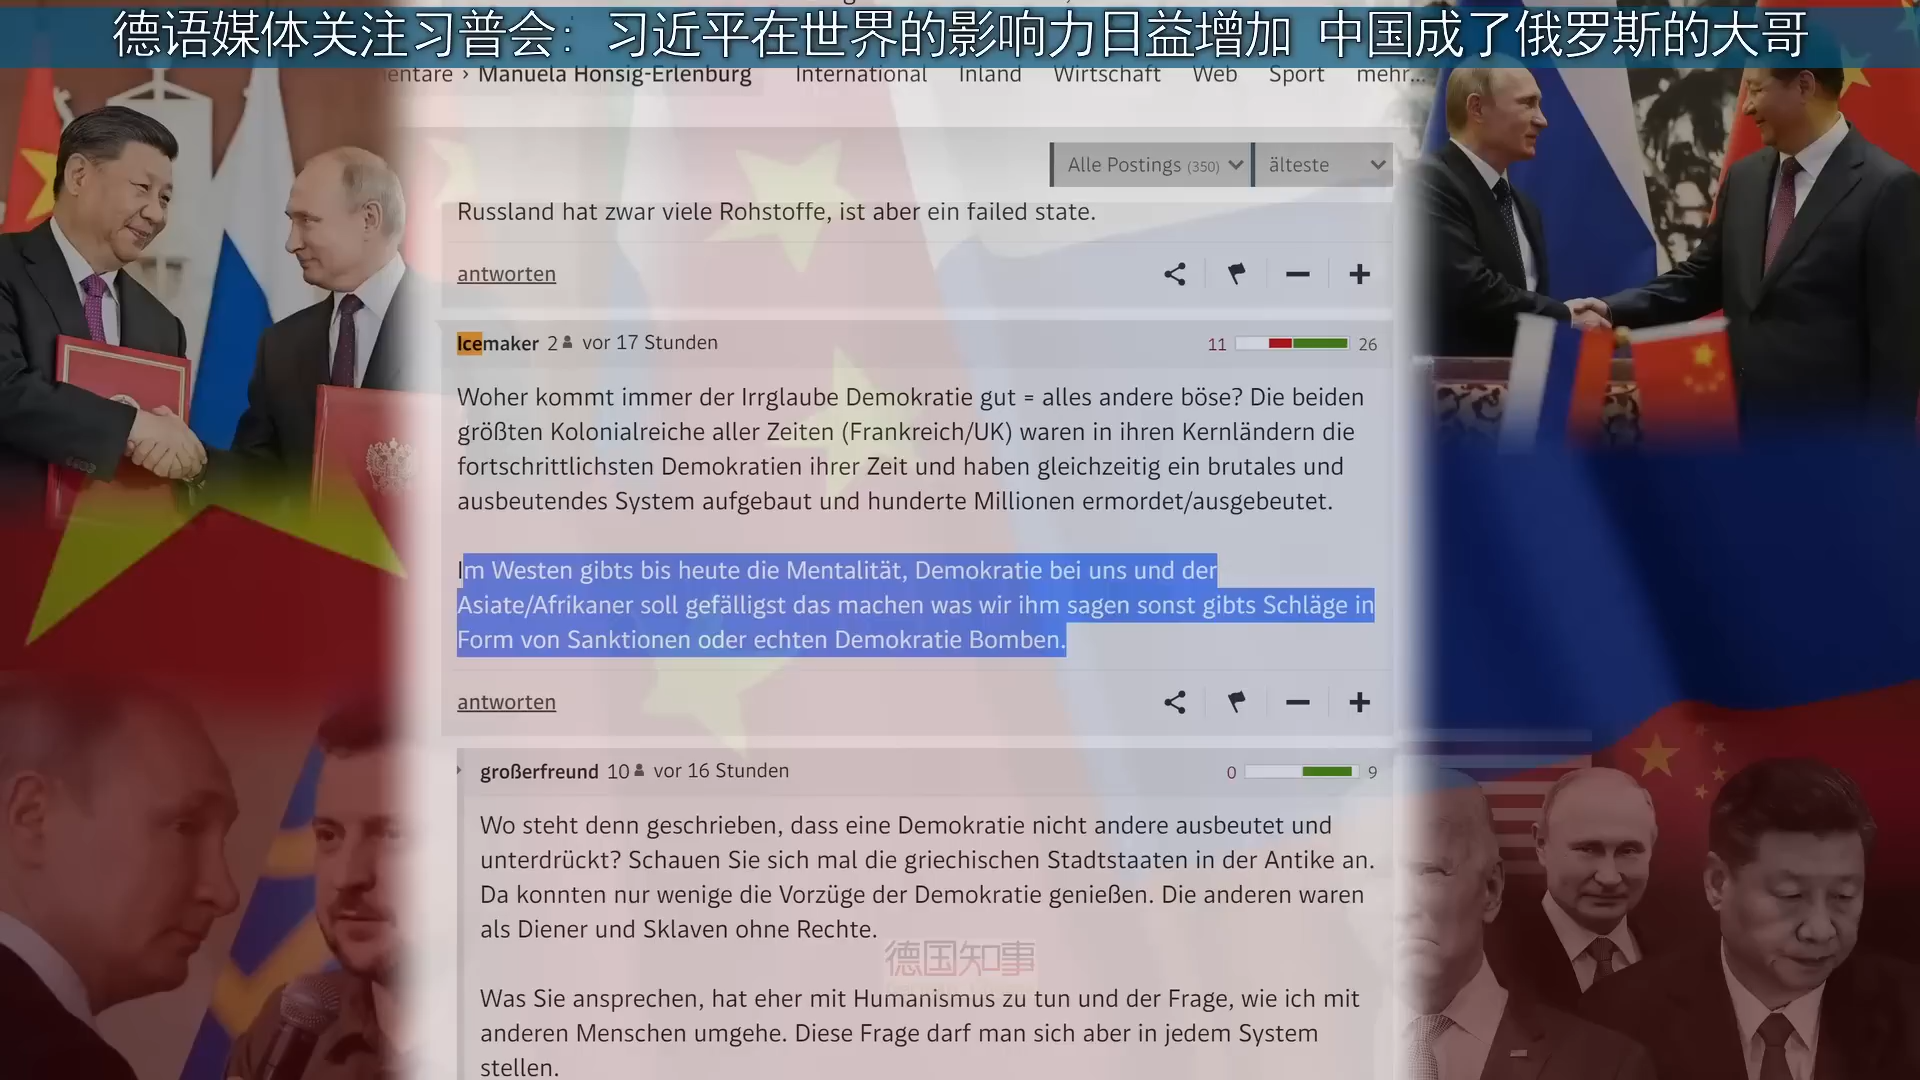 德语媒体关注习普会：习近平在世界的影响力日益增加 中国成了俄罗斯的大哥
entare › Manuela Honsig-Erlenburg International Inland Wirtschaft Web Sport mehr...
Alle Postings (350) älteste
Russland hat zwar viele Rohstoffe, ist aber ein failed state.
antworten
Icemaker 2 vor 17 Stunden 11 26
Woher kommt immer der Irrglaube Demokratie gut = alles andere böse? Die beiden
größten Kolonialreiche aller Zeiten (Frankreich/UK) waren in ihren Kernländern die
fortschrittlichsten Demokratien ihrer Zeit und haben gleichzeitig ein brutales und
ausbeutendes System aufgebaut und hunderte Millionen ermordet/ausgebeutet.
Im Westen gibts bis heute die Mentalität, Demokratie bei uns und der
Asiate/Afrikaner soll gefälligst das machen was wir ihm sagen sonst gibts Schläge in
Form von Sanktionen oder echten Demokratie Bomben.
antworten
großerfreund 10 vor 16 Stunden 0 9
Wo steht denn geschrieben, dass eine Demokratie nicht andere ausbeutet und
unterdrückt? Schauen Sie sich mal die griechischen Stadtstaaten in der Antike an.
Da konnten nur wenige die Vorzüge der Demokratie genießen. Die anderen waren
als Diener und Sklaven ohne Rechte.
德国知事
Was Sie ansprechen, hat eher mit Humanismus zu tun und der Frage, wie ich mit
anderen Menschen umgehe. Diese Frage darf man sich aber in jedem System
stellen.